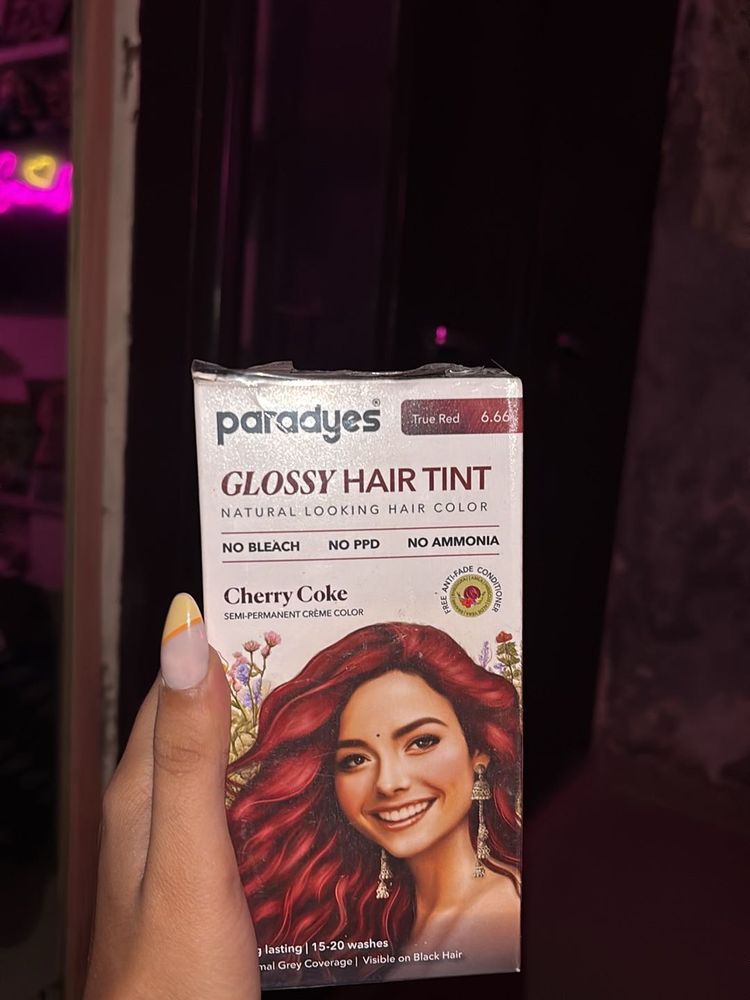 paradyes®
True Red 6.66
GLOSSY HAIR TINT
NATURAL LOOKING HAIR COLOR
NO BLEACH NO PPD NO AMMONIA
Cherry Coke
SEMI-PERMANENT CRÈME COLOR
FREE ANTI-FADE CONDITIONER
lasting | 15-20 washes
Grey Coverage | Visible on Black Hair